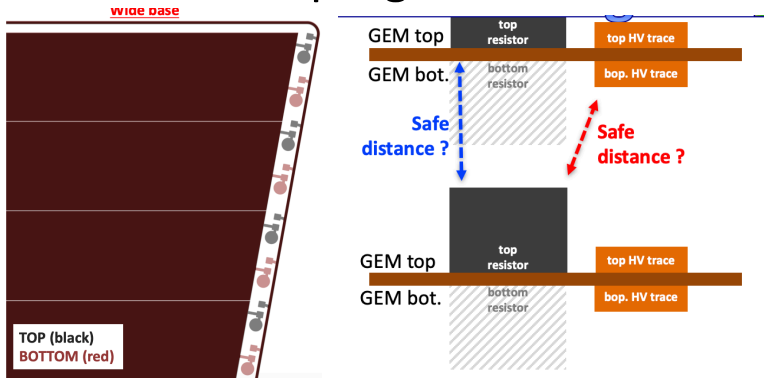 Wide base
TOP (black)
BOTTOM (red)
GEM top
GEM bot.
top
resistor
bottom
resistor
top HV trace
bop. HV trace
Safe
distance ?
Safe
distance ?
GEM top
GEM bot.
top
resistor
bottom
resistor
top HV trace
bop. HV trace